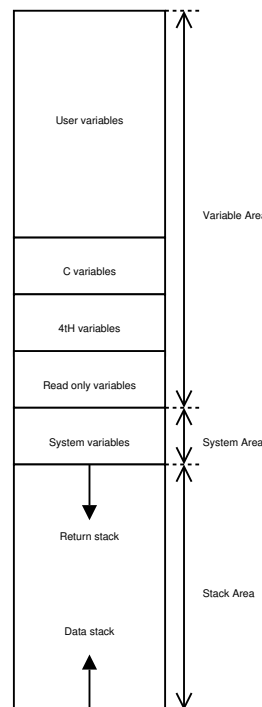 User variables
Variable Area
C variables
4tH variables
Read only variables
System variables
System Area
Return stack
Stack Area
Data stack